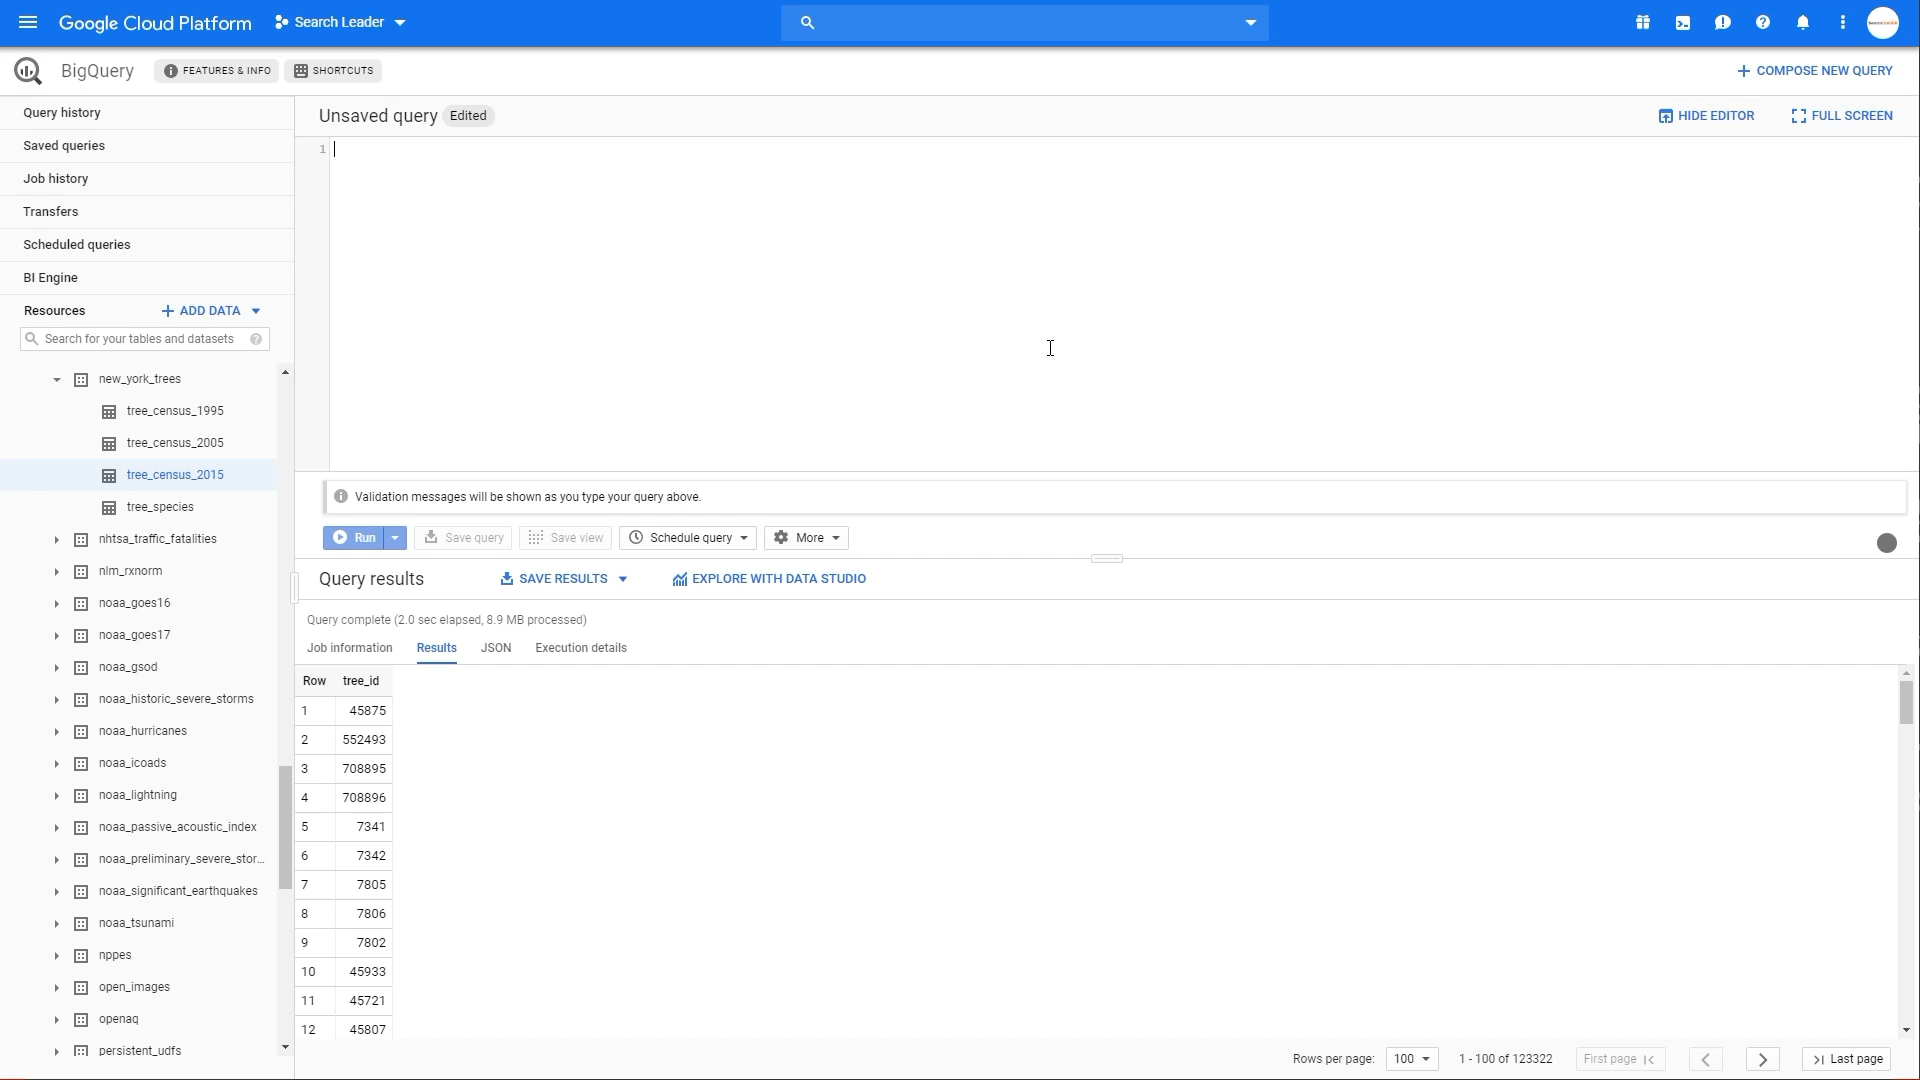 Google Cloud Platform
Search Leader
BigQuery
FEATURES & INFO
SHORTCUTS
COMPOSE NEW QUERY
Query history
Saved queries
Job history
Transfers
Scheduled queries
BI Engine
Resources
ADD DATA
Search for your tables and datasets
new_york_trees
tree_census_1995
tree_census_2005
tree_census_2015
tree_species
nhtsa_traffic_fatalities
nlm_rxnorm
noaa_goes16
noaa_goes17
noaa_gsod
noaa_historic_severe_storms
noaa_hurricanes
noaa_icoads
noaa_lightning
noaa_passive_acoustic_index
noaa_preliminary_severe_stor...
noaa_significant_earthquakes
noaa_tsunami
nppes
open_images
openaq
persistent_udfs
Unsaved query
Edited
HIDE EDITOR
FULL SCREEN
1
Validation messages will be shown as you type your query above.
Run
Save query
Save view
Schedule query
More
Query results
SAVE RESULTS
EXPLORE WITH DATA STUDIO
Query complete (2.0 sec elapsed, 8.9 MB processed)
Job information
Results
JSON
Execution details
Row tree_id
1 45875
2 552493
3 708895
4 708896
5 7341
6 7342
7 7805
8 7806
9 7802
10 45933
11 45721
12 45807
Rows per page: 100
1 - 100 of 123322
First page
Last page